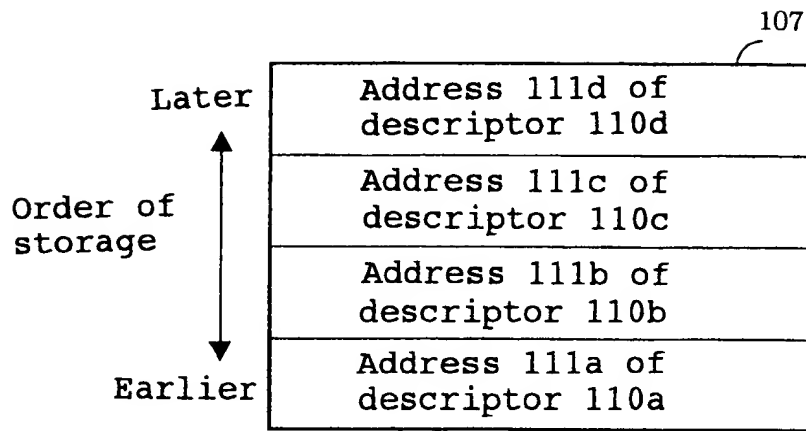 107
Later
Address 111d of
descriptor 110d
Address 111c of
descriptor 110c
Order of
storage
Address 111b of
descriptor 110b
Earlier
Address 111a of
descriptor 110a